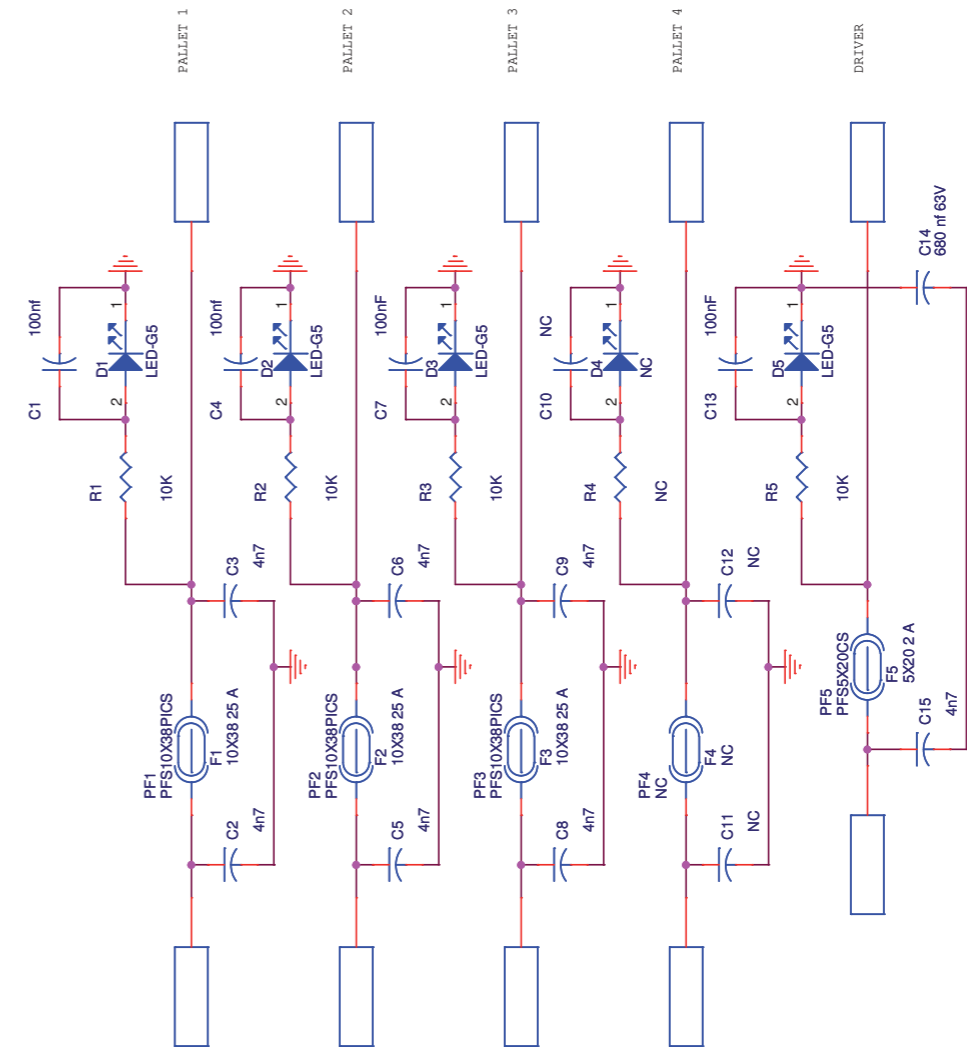 PALLET 1
C1
100nf
D1
LED-G5
1
2
R1
10K
C3
4n7
PF1
PFS10X38PICS
F1
10X38 25 A
C2
4n7
PALLET 2
C4
100nf
D2
LED-G5
1
2
R2
10K
C6
4n7
PF2
PFS10X38PICS
F2
10X38 25 A
C5
4n7
PALLET 3
C7
100nF
D3
LED-G5
1
2
R3
10K
C9
4n7
PF3
PFS10X38PICS
F3
10X38 25 A
C8
4n7
PALLET 4
C10
NC
D4
NC
1
2
R4
NC
C12
NC
PF4
NC
F4
NC
C11
NC
DRIVER
C13
100nF
D5
LED-G5
1
2
R5
10K
C14
680 nf 63V
PF5
PFS5X20CS
F5
5X20 2 A
C15
4n7